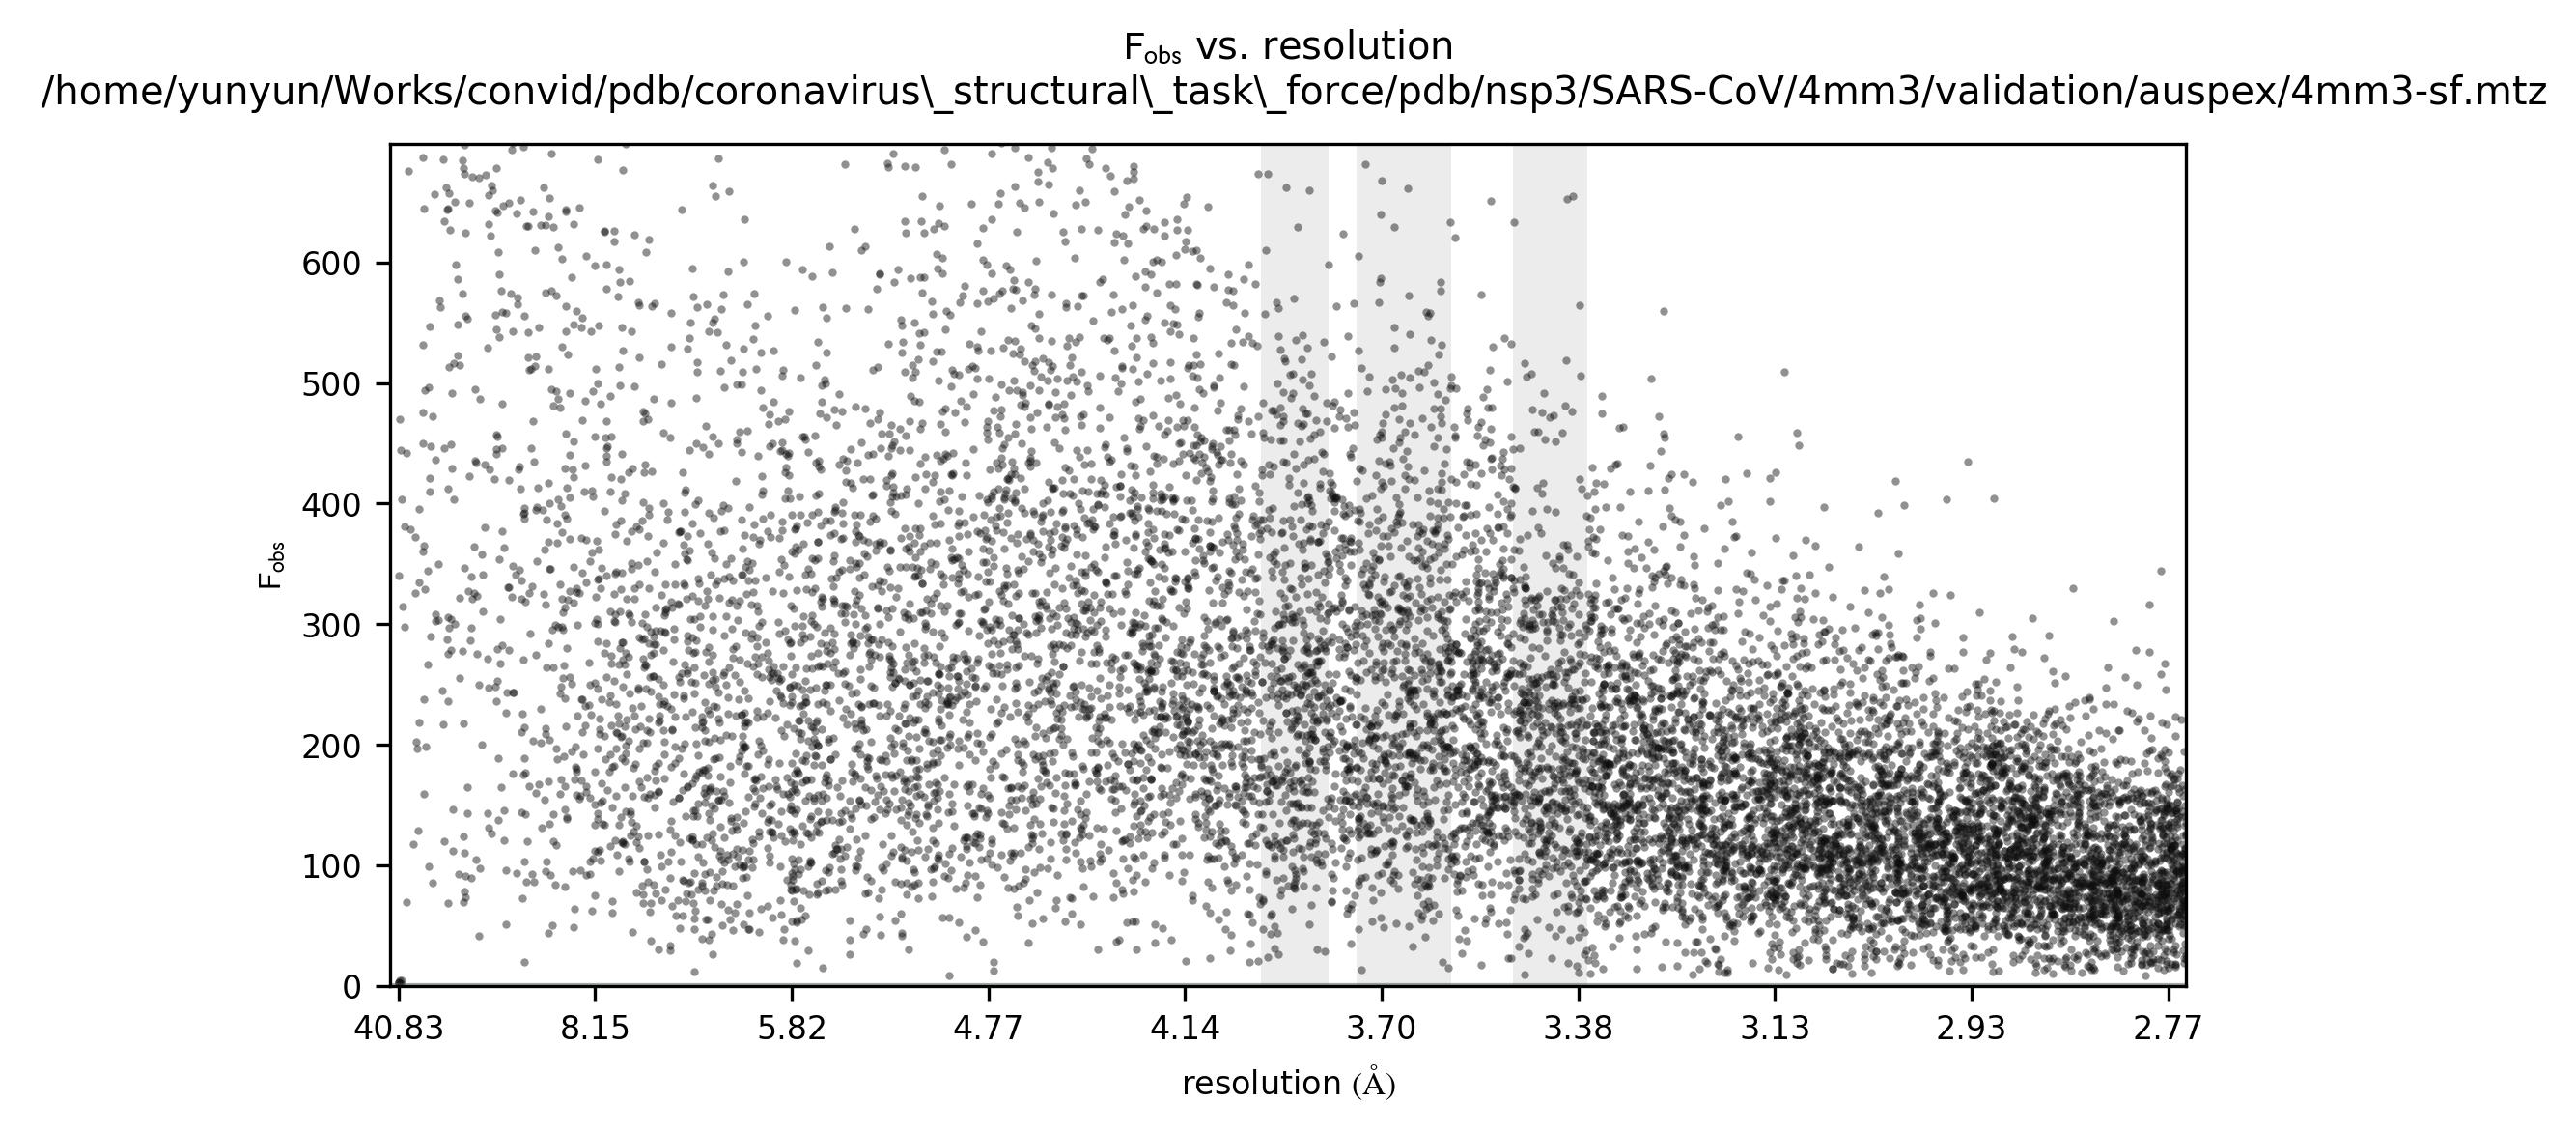 Fobs vs. resolution
/home/yunyun/Works/convid/pdb/coronavirus\_structural\_task\_force/pdb/nsp3/SARS-CoV/4mm3/validation/auspex/4mm3-sf.mtz
Fobs
600
500
400
300
200
100
0
40.83 8.15 5.82 4.77 4.14 3.70 3.38 3.13 2.93 2.77
resolution (Å)